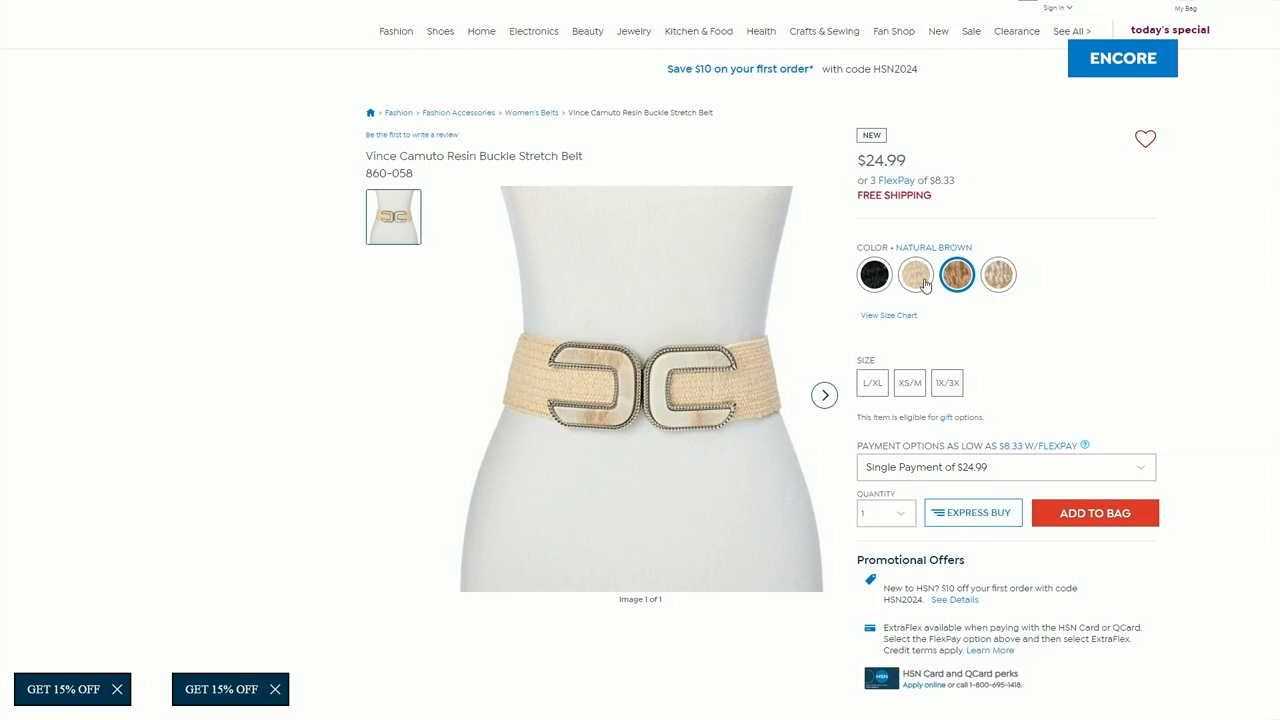 Sign In
My Bag
Fashion Shoes Home Electronics Beauty Jewelry Kitchen & Food Health Crafts & Sewing Fan Shop New Sale Clearance See All > today's special
ENCORE
Save $10 on your first order* with code HSN2024
> Fashion > Fashion Accessories > Women's Belts > Vince Camuto Resin Buckle Stretch Belt
Be the first to write a review
Vince Camuto Resin Buckle Stretch Belt
860-058
Image 1 of 1
NEW
$24.99
or 3 FlexPay of $8.33
FREE SHIPPING
COLOR • NATURAL BROWN
View Size Chart
SIZE
L/XL XS/M 1X/3X
This item is eligible for gift options.
PAYMENT OPTIONS AS LOW AS $8.33 W/FLEXPAY ?
Single Payment of $24.99
QUANTITY
1 EXPRESS BUY ADD TO BAG
Promotional Offers
New to HSN? $10 off your first order with code
HSN2024. See Details
ExtraFlex available when paying with the HSN Card or QCard.
Select the FlexPay option above and then select ExtraFlex.
Credit terms apply. Learn More
HSN
HSN Card and QCard perks
Apply online or call 1-800-695-1418.
GET 15% OFF
GET 15% OFF